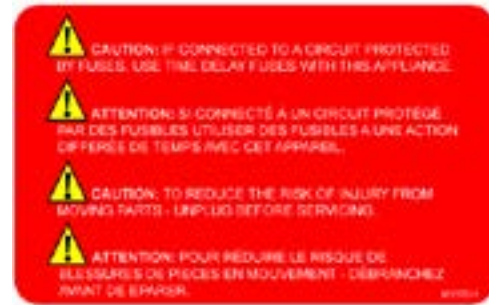 CAUTION: IF CONNECTED TO A CIRCUIT PROTECTED
BY FUSES, USE TIME DELAY FUSES WITH THIS APPLIANCE.
ATTENTION: SI CONNECTÉ A UN CIRCUIT PROTÉGÉ
PAR DES FUSIBLES UTILISER DES FUSIBLES A UNE ACTION
DIFFERÉE DE TEMPS AVEC CET APPAREIL.
CAUTION: TO REDUCE THE RISK OF INJURY FROM
MOVING PARTS - UNPLUG BEFORE SERVICING.
ATTENTION: POUR RÉDUIRE LE RISQUE DE
BLESSURES DE PIECES EN MOUVEMENT - DÉBRANCHEZ
AVANT DE EPARER.